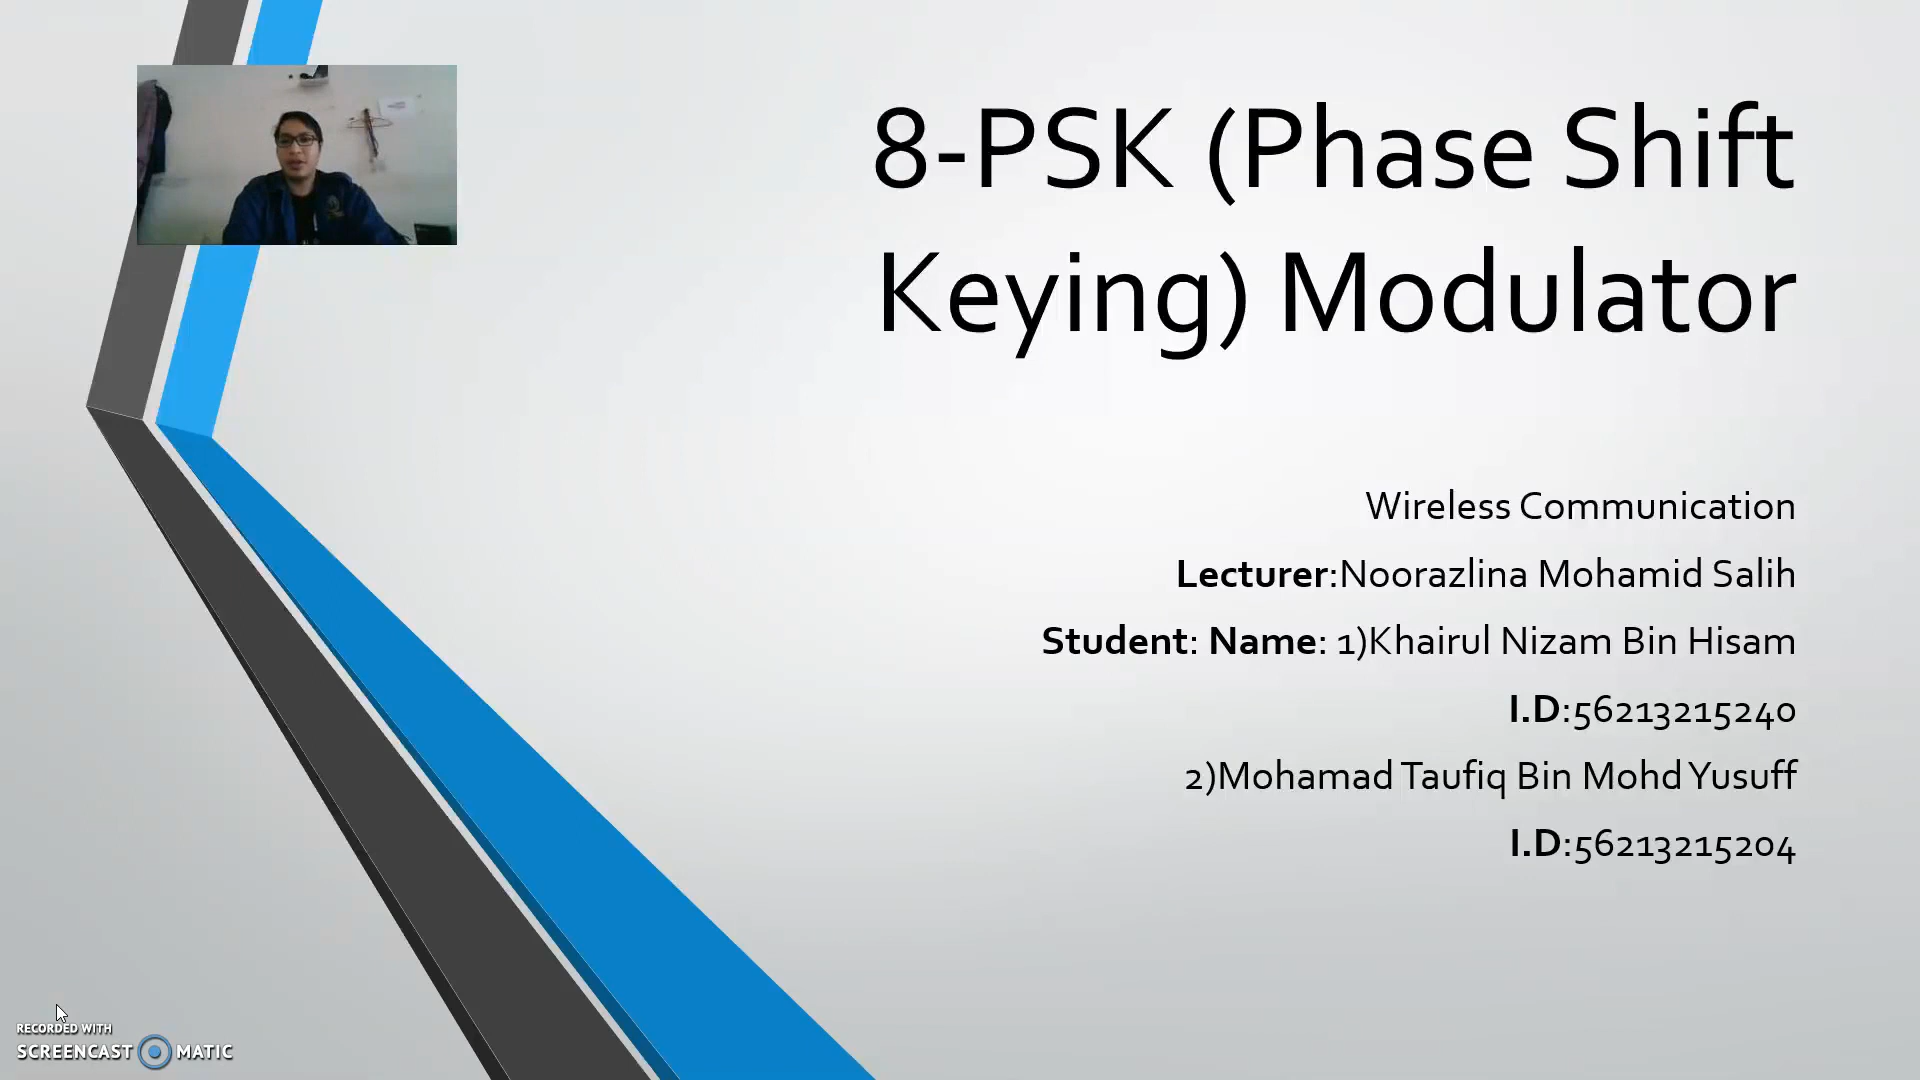 8-PSK (Phase Shift
Keying) Modulator
Wireless Communication
Lecturer:Noorazlina Mohamid Salih
Student: Name: 1)Khairul Nizam Bin Hisam
I.D:56213215240
2)Mohamad Taufiq Bin Mohd Yusuff
I.D:56213215204
RECORDED WITH
SCREENCAST MATIC